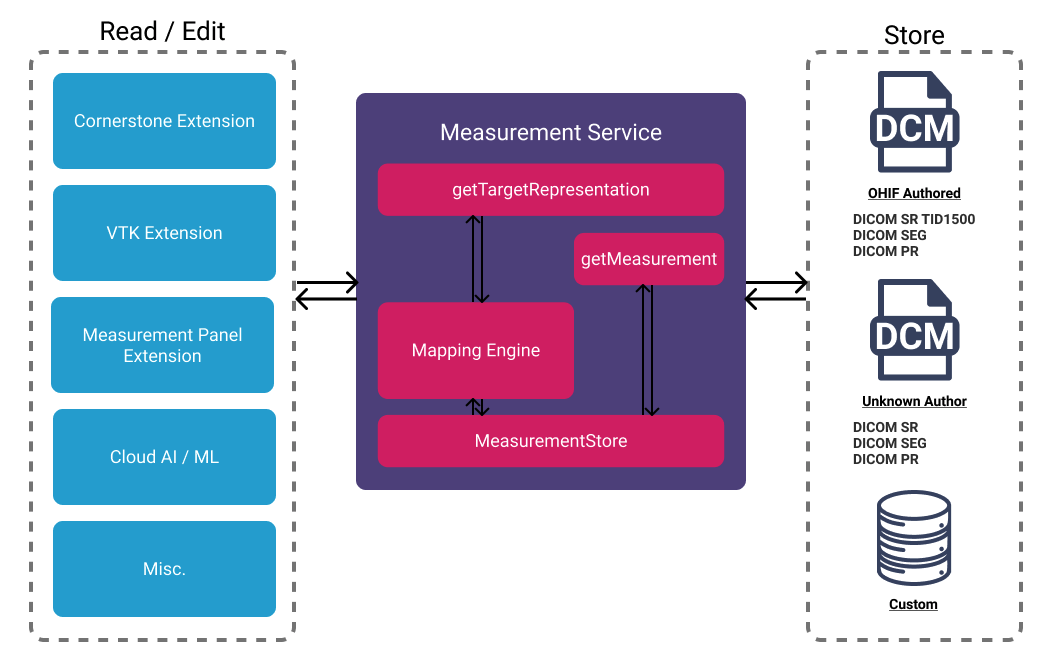 Read / Edit
Cornerstone Extension
VTK Extension
Measurement Panel
Extension
Cloud AI / ML
Misc.
Measurement Service
getTargetRepresentation
getMeasurement
Mapping Engine
MeasurementStore
Store
DCM
OHIF Authored
DICOM SR TID1500
DICOM SEG
DICOM PR
DCM
Unknown Author
DICOM SR
DICOM SEG
DICOM PR
Custom